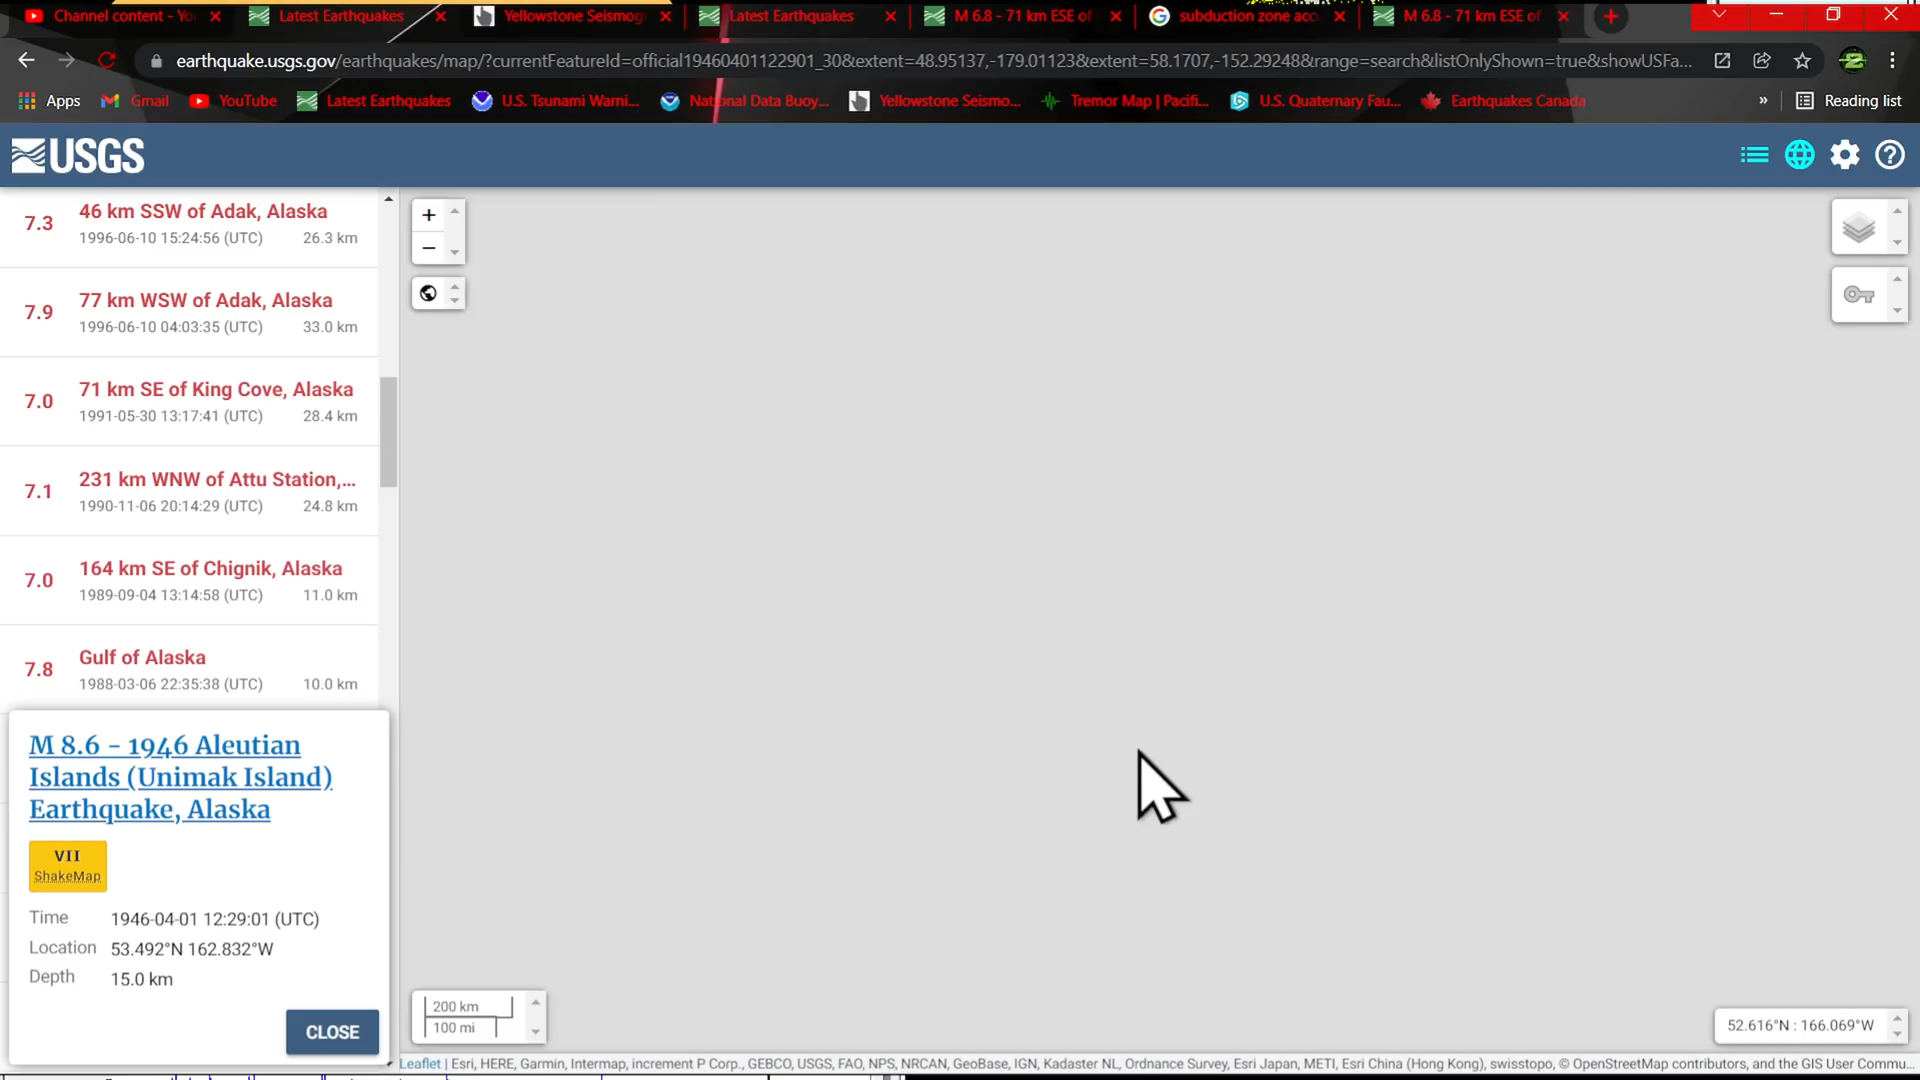 Channel content - Yo
Latest Earthquakes
Yellowstone Seismog
Latest Earthquakes
M 6.8 - 71 km ESE of
subduction zone acc
M 6.8 - 71 km ESE of
earthquake.usgs.gov/earthquakes/map/?currentFeatureId=official19460401122901_30&extent=48.95137,-179.01123&extent=58.1707,-152.29248&range=search&listOnlyShown=true&showUSFa...
Apps
Gmail
YouTube
Latest Earthquakes
U.S. Tsunami Warni...
National Data Buoy...
Yellowstone Seismo...
Tremor Map | Pacifi...
U.S. Quaternary Fau...
Earthquakes Canada
»
Reading list
USGS
7.3
46 km SSW of Adak, Alaska
1996-06-10 15:24:56 (UTC) 26.3 km
7.9
77 km WSW of Adak, Alaska
1996-06-10 04:03:35 (UTC) 33.0 km
7.0
71 km SE of King Cove, Alaska
1991-05-30 13:17:41 (UTC) 28.4 km
7.1
231 km WNW of Attu Station,...
1990-11-06 20:14:29 (UTC) 24.8 km
7.0
164 km SE of Chignik, Alaska
1989-09-04 13:14:58 (UTC) 11.0 km
7.8
Gulf of Alaska
1988-03-06 22:35:38 (UTC) 10.0 km
M 8.6 - 1946 Aleutian
Islands (Unimak Island)
Earthquake, Alaska
VII
ShakeMap
Time 1946-04-01 12:29:01 (UTC)
Location 53.492°N 162.832°W
Depth 15.0 km
CLOSE
+
−
200 km
100 mi
52.616°N : 166.069°W
Leaflet | Esri, HERE, Garmin, Intermap, increment P Corp., GEBCO, USGS, FAO, NPS, NRCAN, GeoBase, IGN, Kadaster NL, Ordnance Survey, Esri Japan, METI, Esri China (Hong Kong), swisstopo, © OpenStreetMap contributors, and the GIS User Commu...